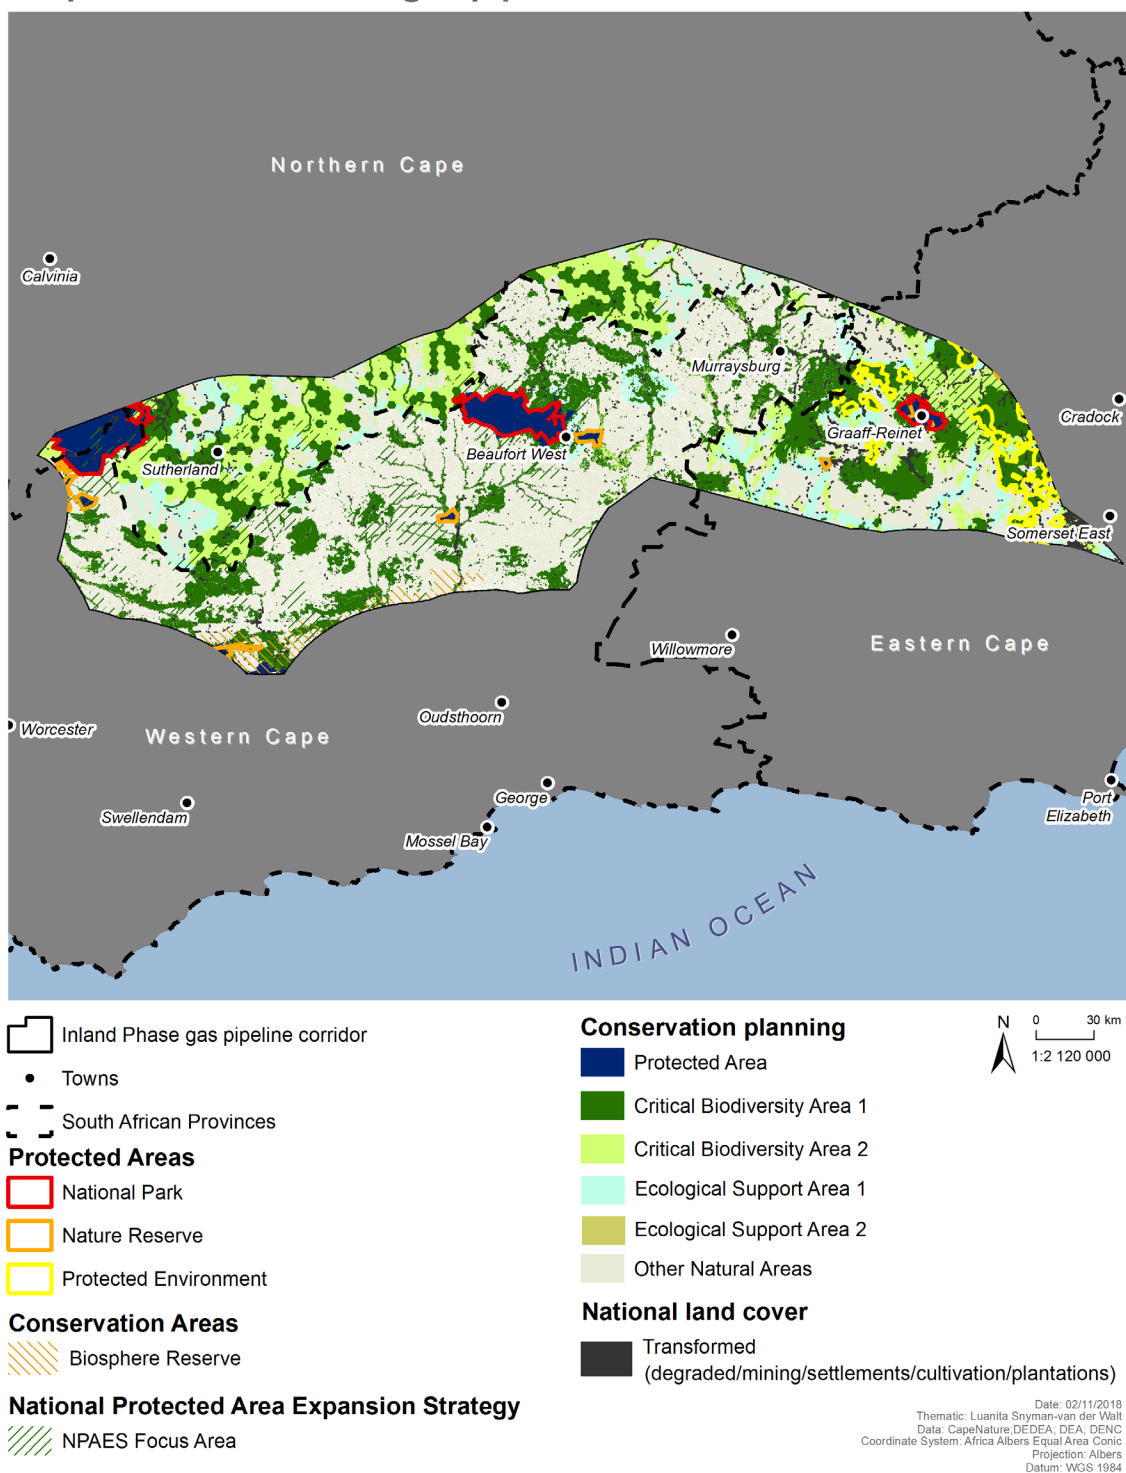 Northern Cape
Calvinia
Murraysburg
Cradock
Graaff-Reinet
Beaufort West
Sutherland
Somerset East
Eastern Cape
Willowmore
Oudsthoorn
Worcester
Western Cape
George
Port
Elizabeth
Swellendam
Mossel Bay
INDIAN OCEAN
Inland Phase gas pipeline corridor
Towns
South African Provinces
Protected Areas
National Park
Nature Reserve
Protected Environment
Conservation Areas
Biosphere Reserve
National Protected Area Expansion Strategy
NPAES Focus Area
Conservation planning
Protected Area
Critical Biodiversity Area 1
Critical Biodiversity Area 2
Ecological Support Area 1
Ecological Support Area 2
Other Natural Areas
National land cover
Transformed
(degraded/mining/settlements/cultivation/plantations)
N
0 30 km
1:2 120 000
Date: 02/11/2018
Thematic: Luanita Snyman-van der Walt
Data: CapeNature;DEDEA; DEA; DENC
Coordinate System: Africa Albers Equal Area Conic
Projection: Albers
Datum: WGS 1984